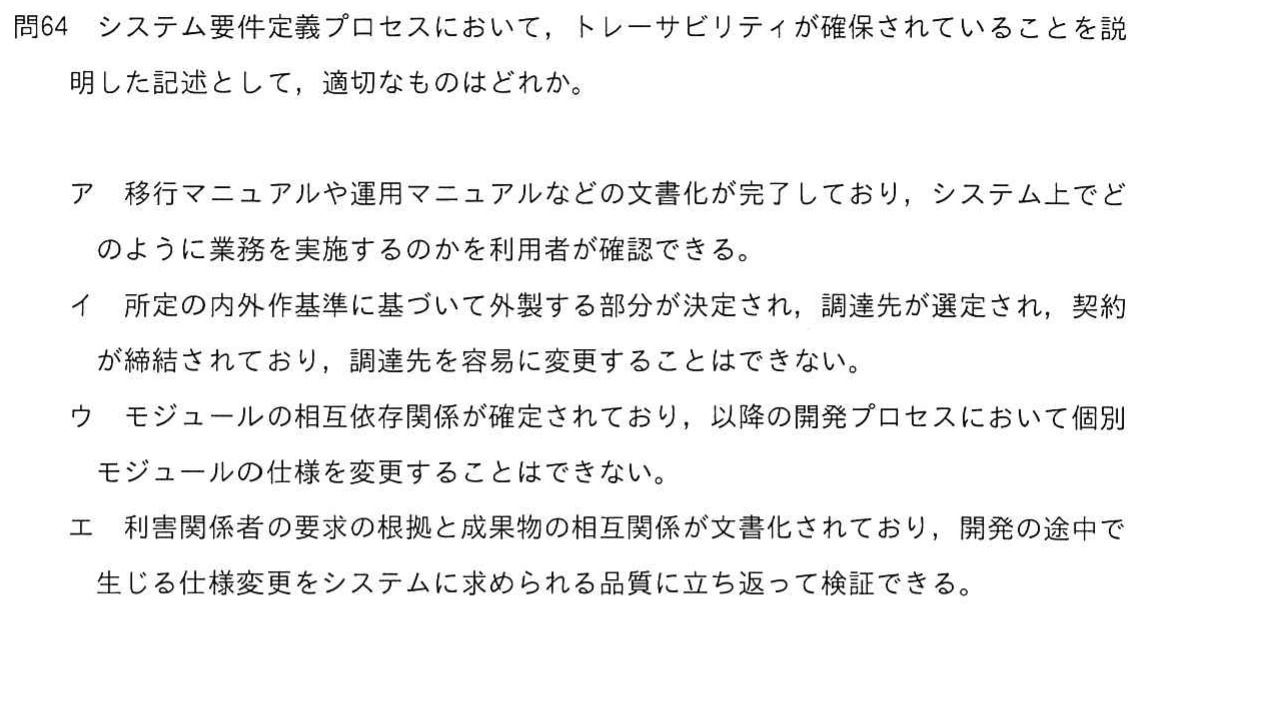 問64 システム要件定義プロセスにおいて，トレーサビリティが確保されていることを説
明した記述として，適切なものはどれか。
ア 移行マニュアルや運用マニュアルなどの文書化が完了しており，システム上でど
のように業務を実施するのかを利用者が確認できる。
イ 所定の内外作基準に基づいて外製する部分が決定され，調達先が選定され，契約
が締結されており，調達先を容易に変更することはできない。
ウ モジュールの相互依存関係が確定されており，以降の開発プロセスにおいて個別
モジュールの仕様を変更することはできない。
エ 利害関係者の要求の根拠と成果物の相互関係が文書化されており，開発の途中で
生じる仕様変更をシステムに求められる品質に立ち返って検証できる。